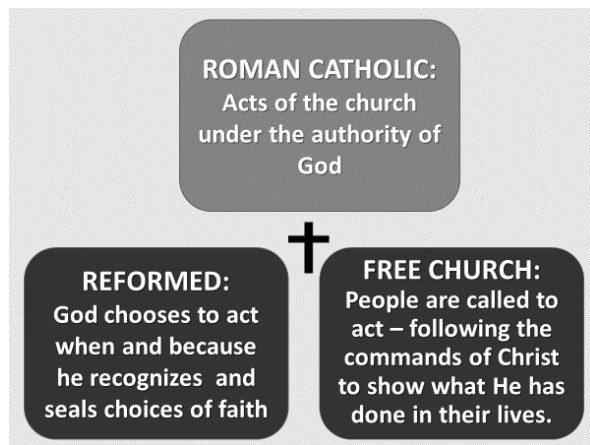 ROMAN CATHOLIC:
Acts of the church
under the authority of
God
REFORMED:
God chooses to act
when and because
he recognizes and
seals choices of faith
FREE CHURCH:
People are called to
act – following the
commands of Christ
to show what He has
done in their lives.